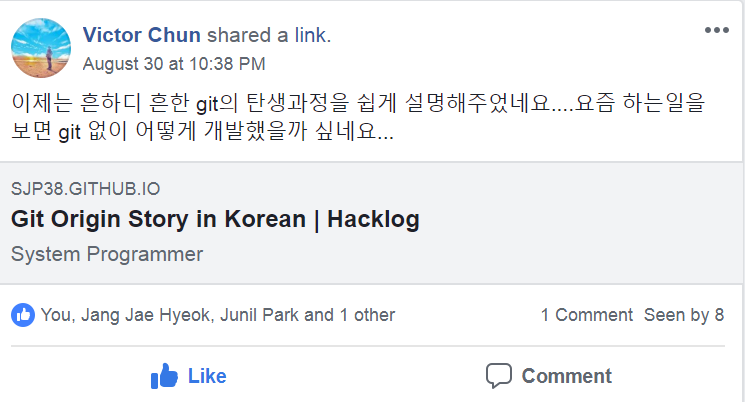 Victor Chun shared a link.
August 30 at 10:38 PM
이제는 흔하디 흔한 git의 탄생과정을 쉽게 설명해주었네요....요즘 하는일을
보면 git 없이 어떻게 개발했을까 싶네요...
SJP38.GITHUB.IO
Git Origin Story in Korean | Hacklog
System Programmer
You, Jang Jae Hyeok, Junil Park and 1 other 1 Comment Seen by 8
Like Comment